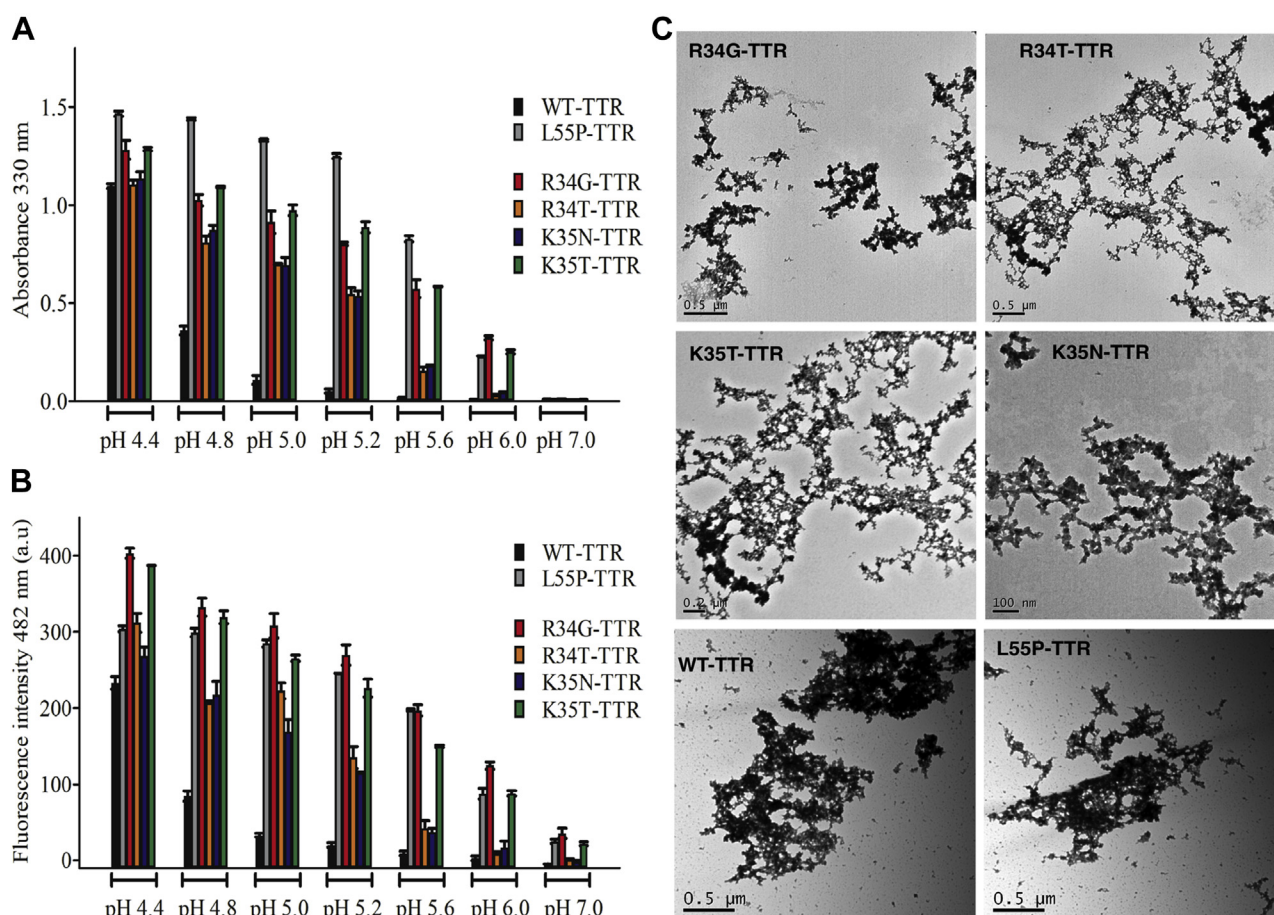 A
Absorbance 330 nm
1.5
1.0
0.5
0.0
WT-TTR
L55P-TTR
R34G-TTR
R34T-TTR
K35N-TTR
K35T-TTR
pH 4.4 pH 4.8 pH 5.0 pH 5.2 pH 5.6 pH 6.0 pH 7.0
B
Fluorescence intensity 482 nm (a.u)
400
300
200
100
0
WT-TTR
L55P-TTR
R34G-TTR
R34T-TTR
K35N-TTR
K35T-TTR
pH 4.4 pH 4.8 pH 5.0 pH 5.2 pH 5.6 pH 6.0 pH 7.0
C
R34G-TTR
0.5 µm
R34T-TTR
0.5 µm
K35T-TTR
0.2 µm
K35N-TTR
100 nm
WT-TTR
0.5 µm
L55P-TTR
0.5 µm